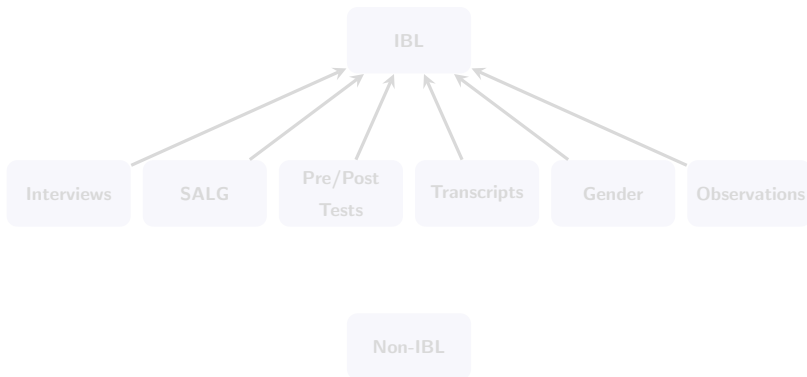 IBL
Interviews
SALG
Pre/Post
Tests
Transcripts
Gender
Observations
Non-IBL